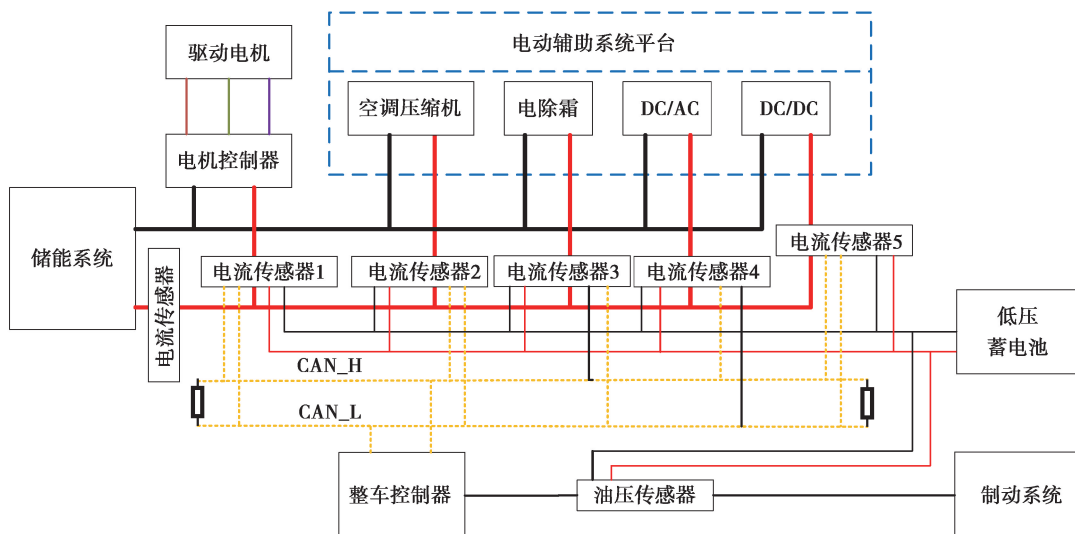 驱动电机
电动辅助系统平台
空调压缩机
电除霜
DC/AC
DC/DC
电机控制器
储能系统
电流传感器
电流传感器1
电流传感器2
电流传感器3
电流传感器4
电流传感器5
低压
蓄电池
CAN_H
CAN_L
整车控制器
油压传感器
制动系统